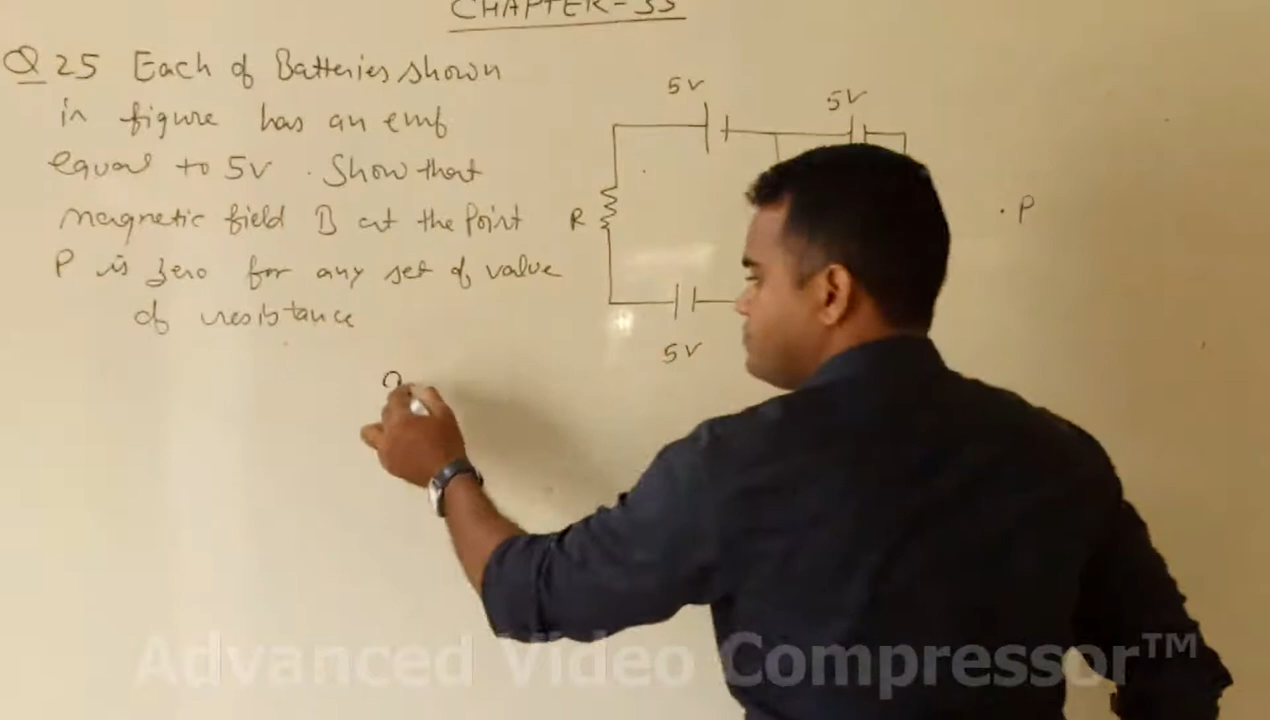 CHAPTER-33
Q 25 Each of Batteries shown
in figure has an emf
equal to 5V. Show that
magnetic field B at the Point
P is zero for any set of value
of resistance
5V
5V
R
. P
5V
Advanced Video Compressor™